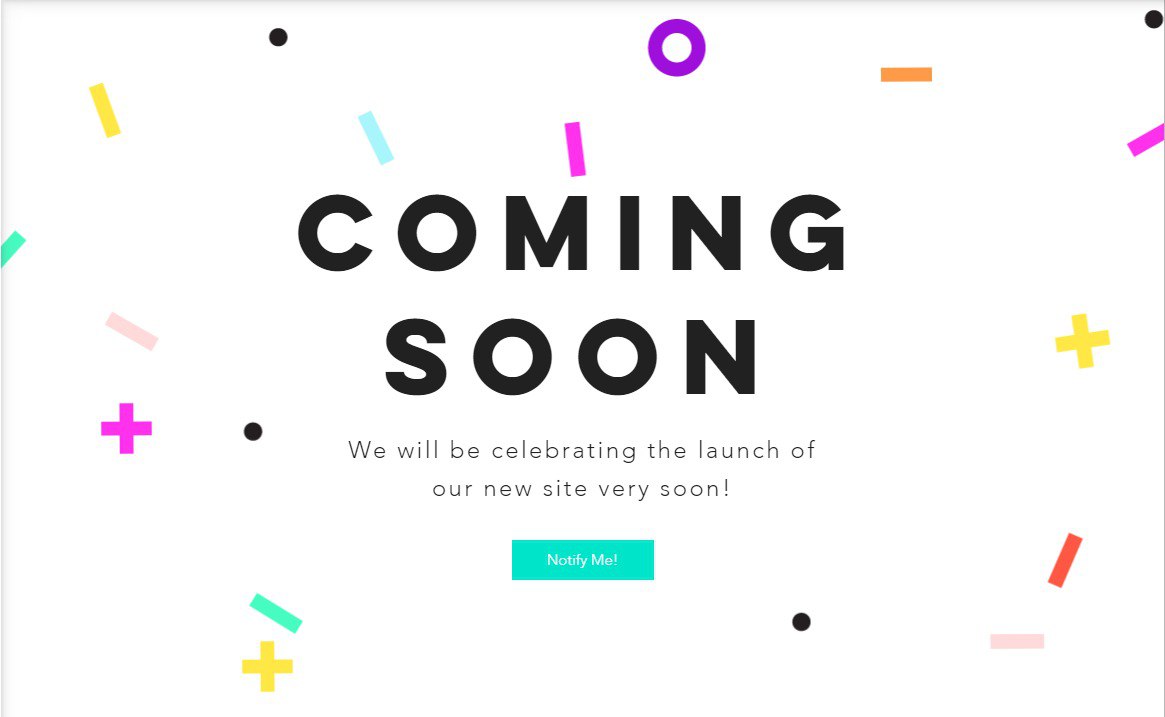 COMING
SOON
We will be celebrating the launch of
our new site very soon!
Notify Me!